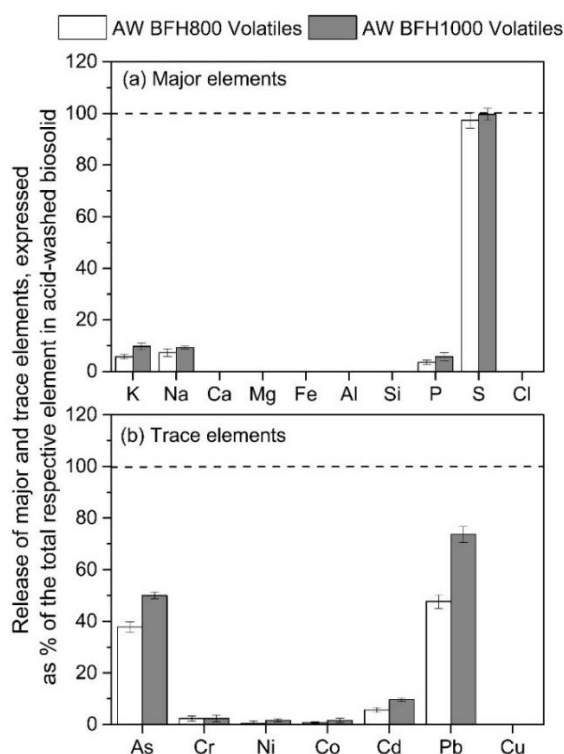 AW BFH800 Volatiles AW BFH1000 Volatiles
(a) Major elements
120
100
80
60
40
20
0
K Na Ca Mg Fe Al Si P S Cl
(b) Trace elements
120
100
80
60
40
20
0
As Cr Ni Co Cd Pb Cu
Release of major and trace elements, expressed
as % of the total respective element in acid-washed biosolid